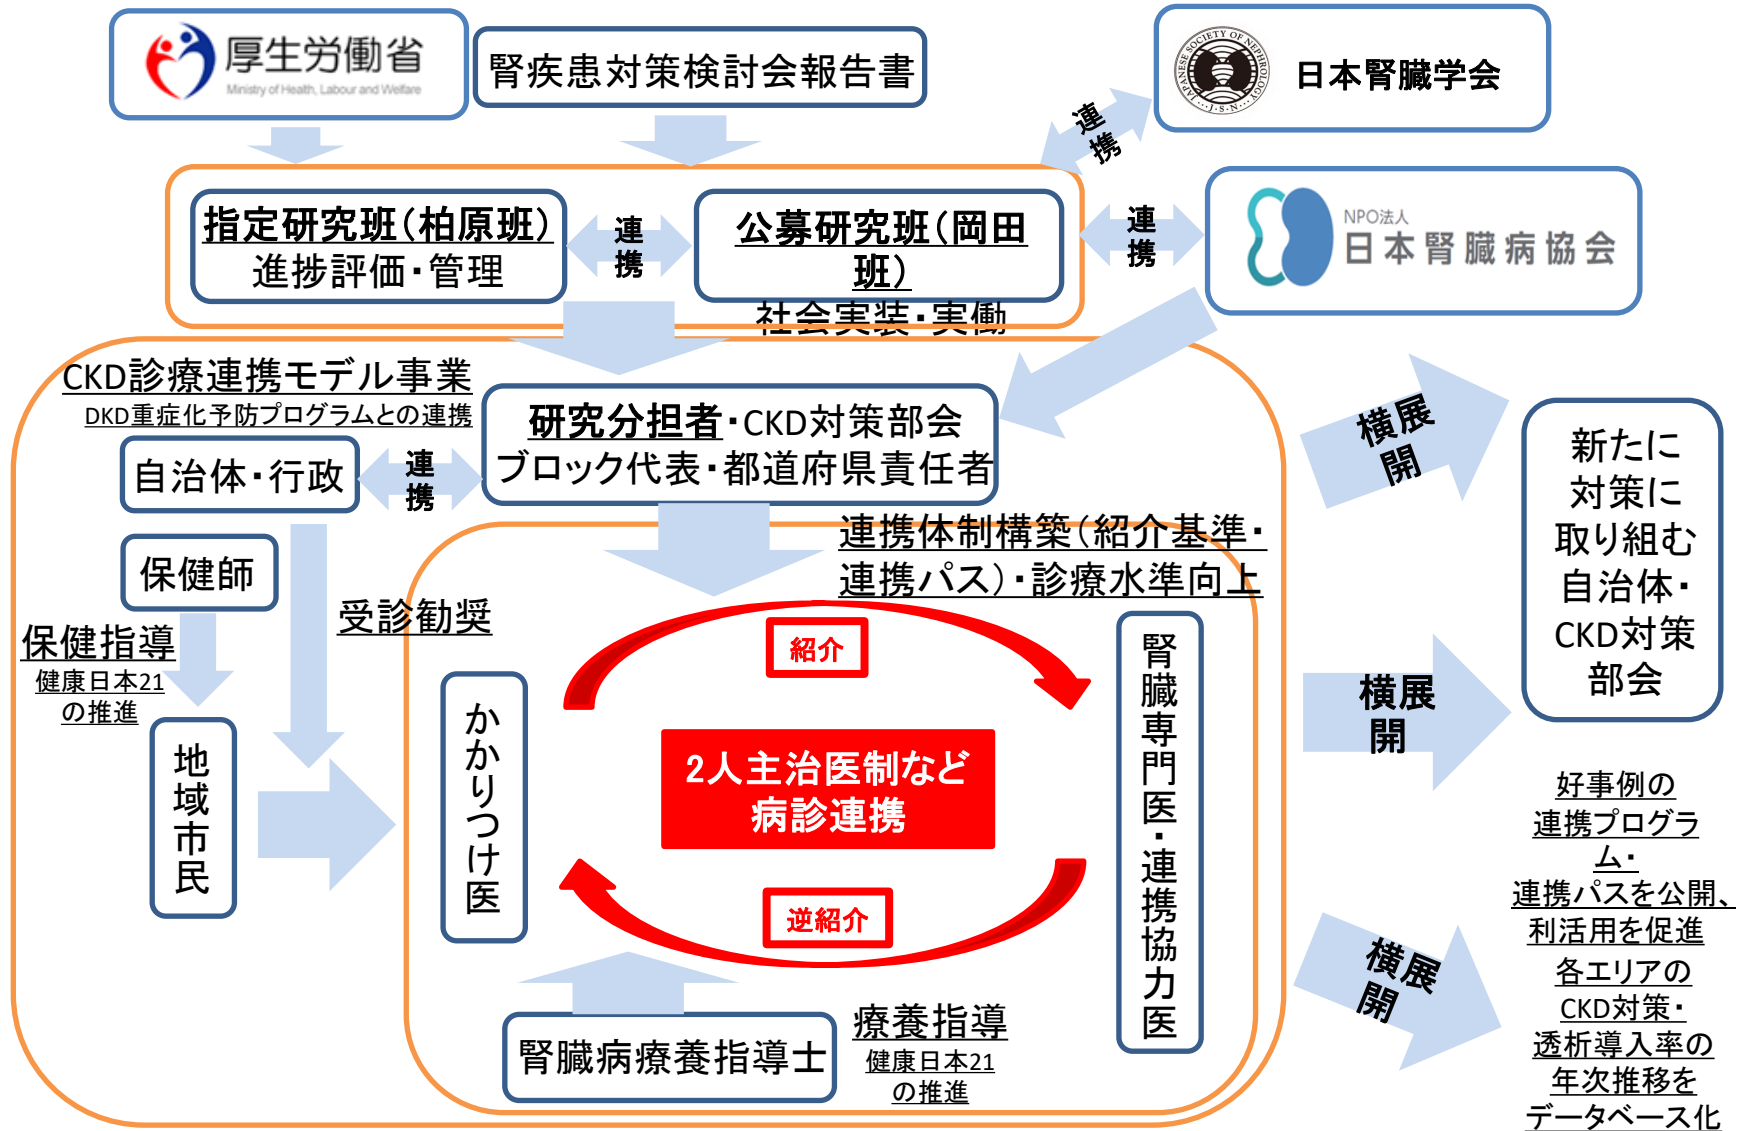 厚生労働省
Ministry of Health, Labour and Welfare
腎疾患対策検討会報告書
JAPANESE SOCIETY OF NEPHROLOGY
J・S・N
日本腎臓学会
連
携
指定研究班（柏原班）
進捗評価・管理
連
携
公募研究班（岡田
班）
社会実装・実働
連
携
NPO法人
日本腎臓病協会
CKD診療連携モデル事業
DKD重症化予防プログラムとの連携
自治体・行政
連
携
研究分担者・CKD対策部会
ブロック代表・都道府県責任者
保健師
保健指導
健康日本21
の推進
受診勧奨
地域市民
連携体制構築（紹介基準・
連携パス）・診療水準向上
かかりつけ医
紹介
2人主治医制など
病診連携
逆紹介
腎臓専門医・連携協力医
腎臓病療養指導士
療養指導
健康日本21
の推進
横展
開
横展
開
横展
開
新たに
対策に
取り組む
自治体・
CKD対策
部会
好事例の
連携プログラ
ム・
連携パスを公開、
利活用を促進
各エリアの
CKD対策・
透析導入率の
年次推移を
データベース化